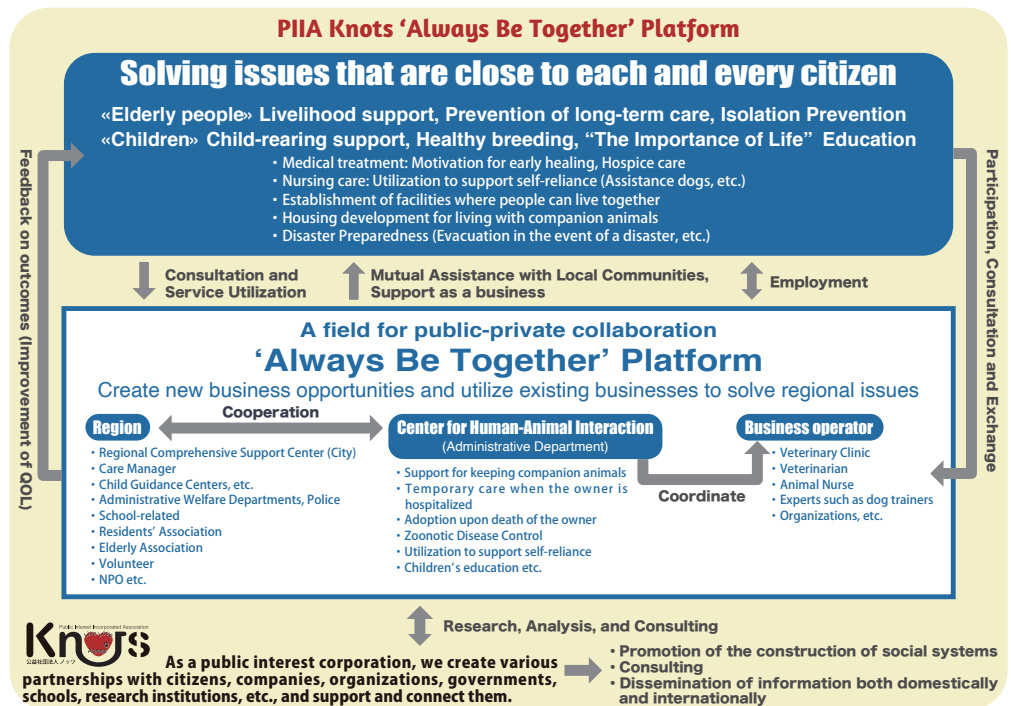 PIIA Knots ‘Always Be Together’ Platform
Solving issues that are close to each and every citizen
«Elderly people» Livelihood support, Prevention of long-term care, Isolation Prevention
«Children» Child-rearing support, Healthy breeding, “The Importance of Life” Education
・Medical treatment: Motivation for early healing, Hospice care
・Nursing care: Utilization to support self-reliance (Assistance dogs, etc.)
・Establishment of facilities where people can live together
・Housing development for living with companion animals
・Disaster Preparedness (Evacuation in the event of a disaster, etc.)
Feedback on outcomes (Improvement of QOL)
Participation, Consultation and Exchange
Consultation and
Service Utilization
Mutual Assistance with Local Communities,
Support as a business
Employment
A field for public-private collaboration
‘Always Be Together’ Platform
Create new business opportunities and utilize existing businesses to solve regional issues
Region
Cooperation
・Regional Comprehensive Support Center (City)
・Care Manager
・Child Guidance Centers, etc.
・Administrative Welfare Departments, Police
・School-related
・Residents’ Association
・Elderly Association
・Volunteer
・NPO etc.
Center for Human-Animal Interaction
(Administrative Department)
・Support for keeping companion animals
・Temporary care when the owner is
hospitalized
・Adoption upon death of the owner
・Zoonotic Disease Control
・Utilization to support self-reliance
・Children’s education etc.
Coordinate
Business operator
・Veterinary Clinic
・Veterinarian
・Animal Nurse
・Experts such as dog trainers
・Organizations, etc.
Research, Analysis, and Consulting
Public Interest Incorporated Association
Knots
公益社団法人 ノッツ
As a public interest corporation, we create various
partnerships with citizens, companies, organizations, governments,
schools, research institutions, etc., and support and connect them.
・Promotion of the construction of social systems
・Consulting
・Dissemination of information both domestically
and internationally